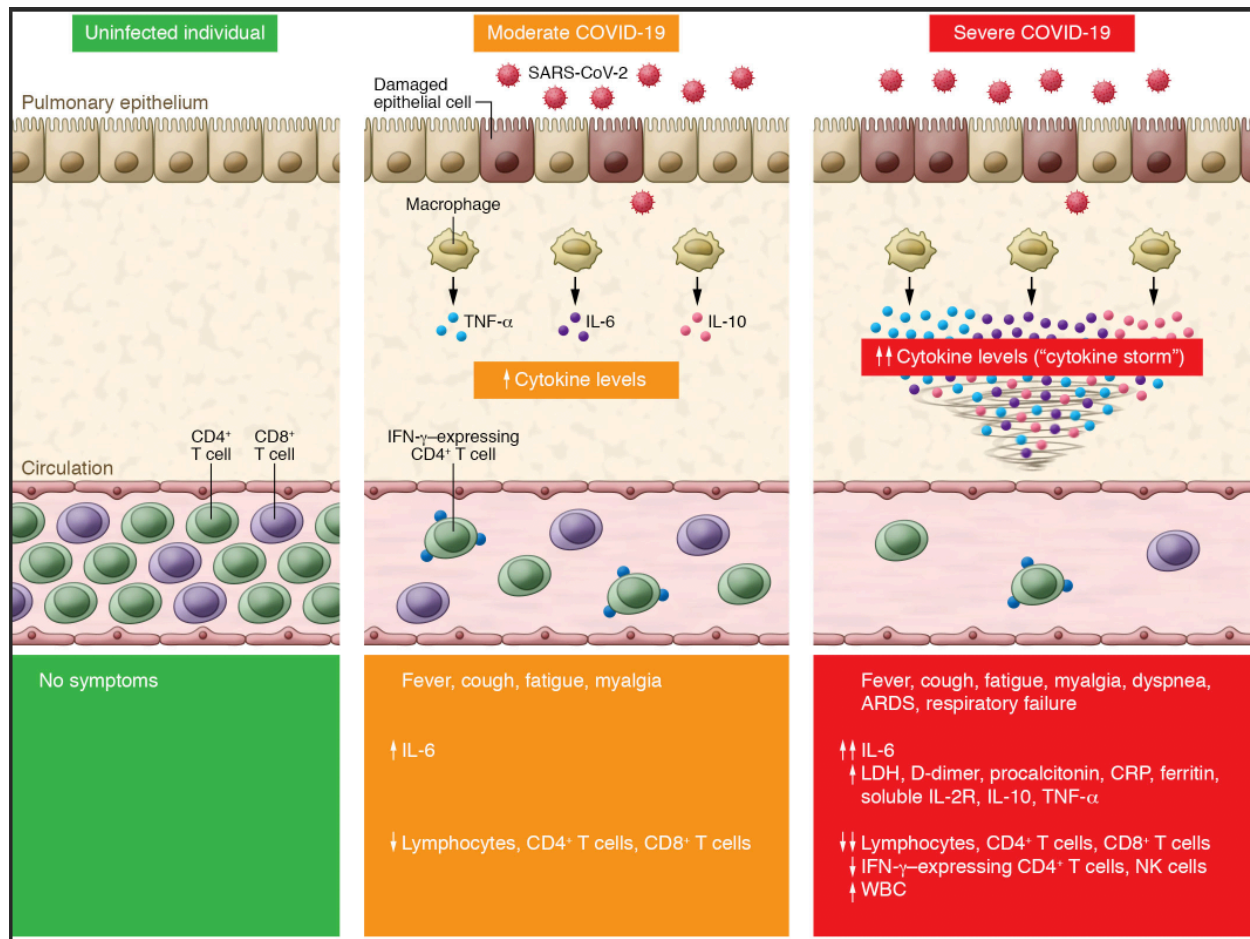 Uninfected individual
Moderate COVID-19
Severe COVID-19
Pulmonary epithelium
Damaged
epithelial cell
SARS-CoV-2
Macrophage
TNF-α
IL-6
IL-10
↑ Cytokine levels
↑↑ Cytokine levels (“cytokine storm”)
Circulation
CD4⁺
T cell
CD8⁺
T cell
IFN-γ–expressing
CD4⁺ T cell
No symptoms
Fever, cough, fatigue, myalgia
↑ IL-6
↓ Lymphocytes, CD4⁺ T cells, CD8⁺ T cells
Fever, cough, fatigue, myalgia, dyspnea,
ARDS, respiratory failure
↑↑ IL-6
↑ LDH, D-dimer, procalcitonin, CRP, ferritin,
soluble IL-2R, IL-10, TNF-α
↓↓ Lymphocytes, CD4⁺ T cells, CD8⁺ T cells
↓ IFN-γ–expressing CD4⁺ T cells, NK cells
↑ WBC